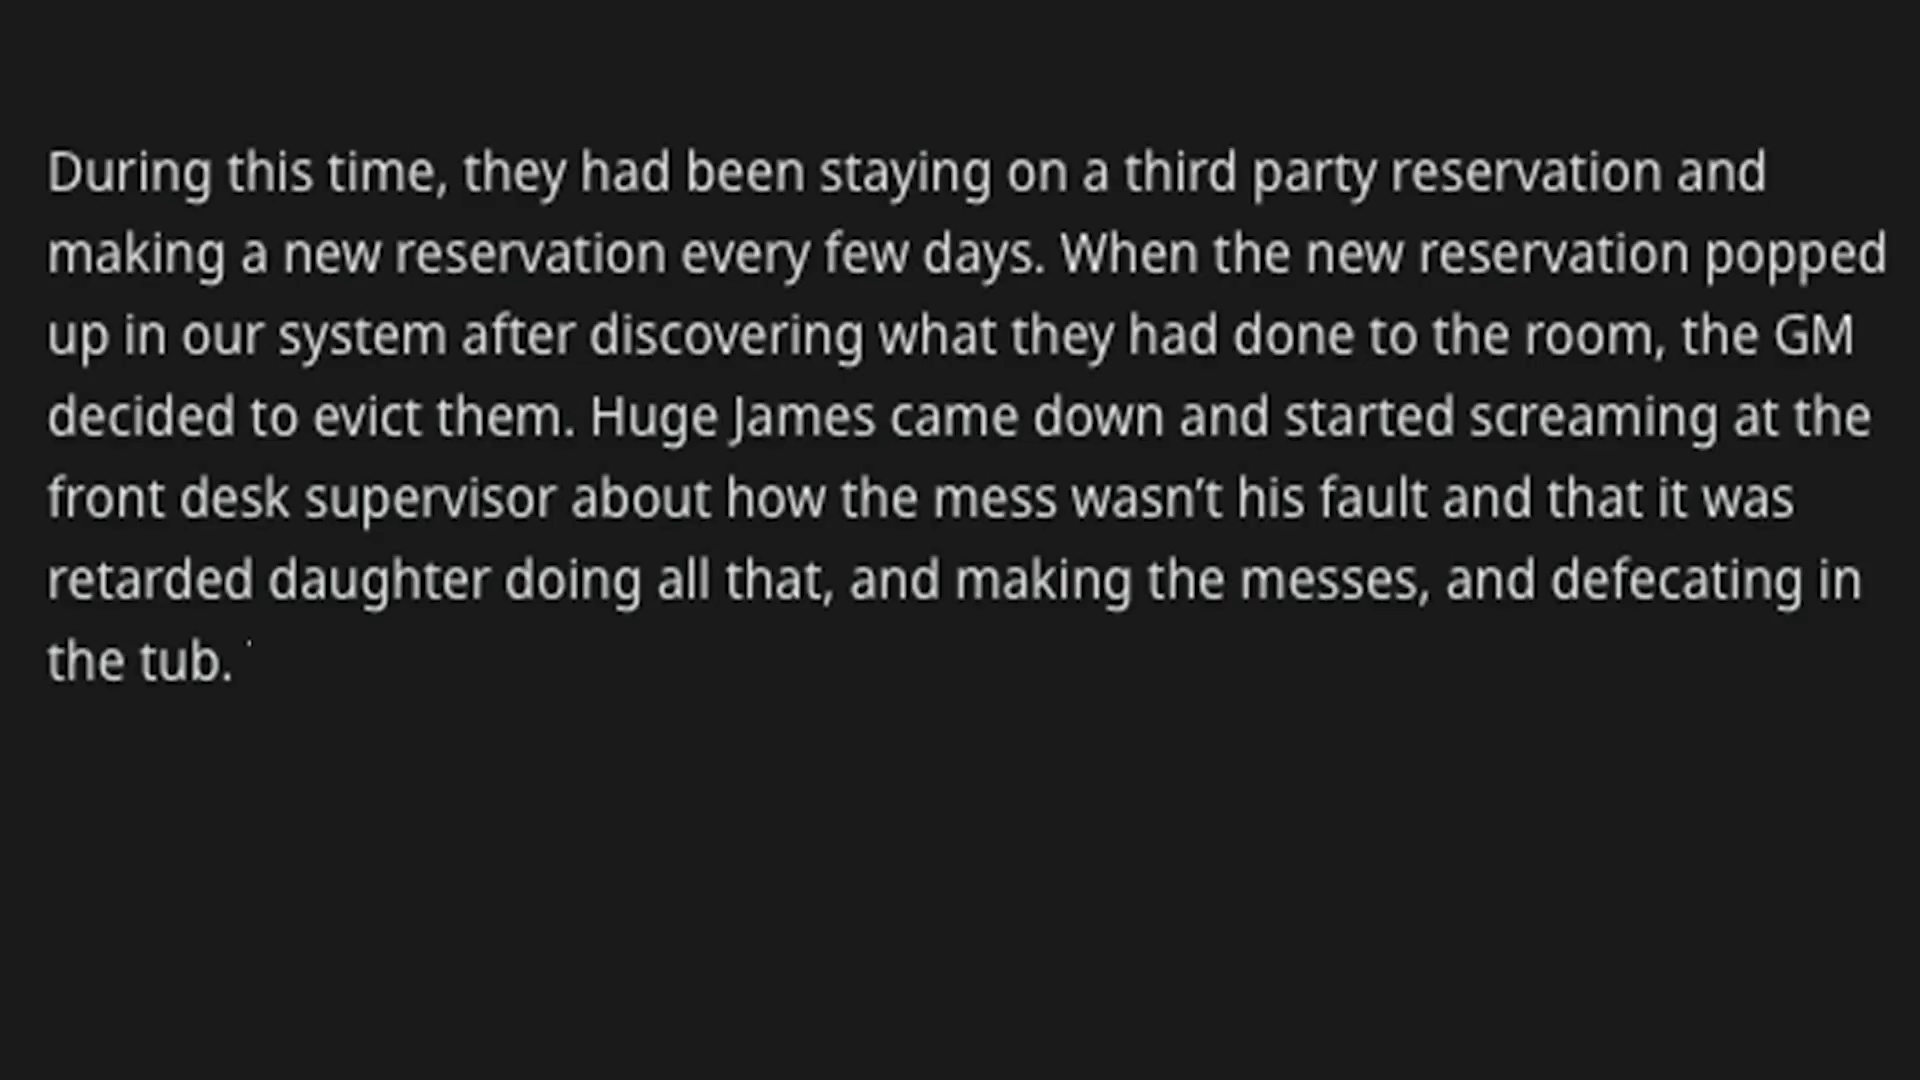 During this time, they had been staying on a third party reservation and
making a new reservation every few days. When the new reservation popped
up in our system after discovering what they had done to the room, the GM
decided to evict them. Huge James came down and started screaming at the
front desk supervisor about how the mess wasn’t his fault and that it was
retarded daughter doing all that, and making the messes, and defecating in
the tub.